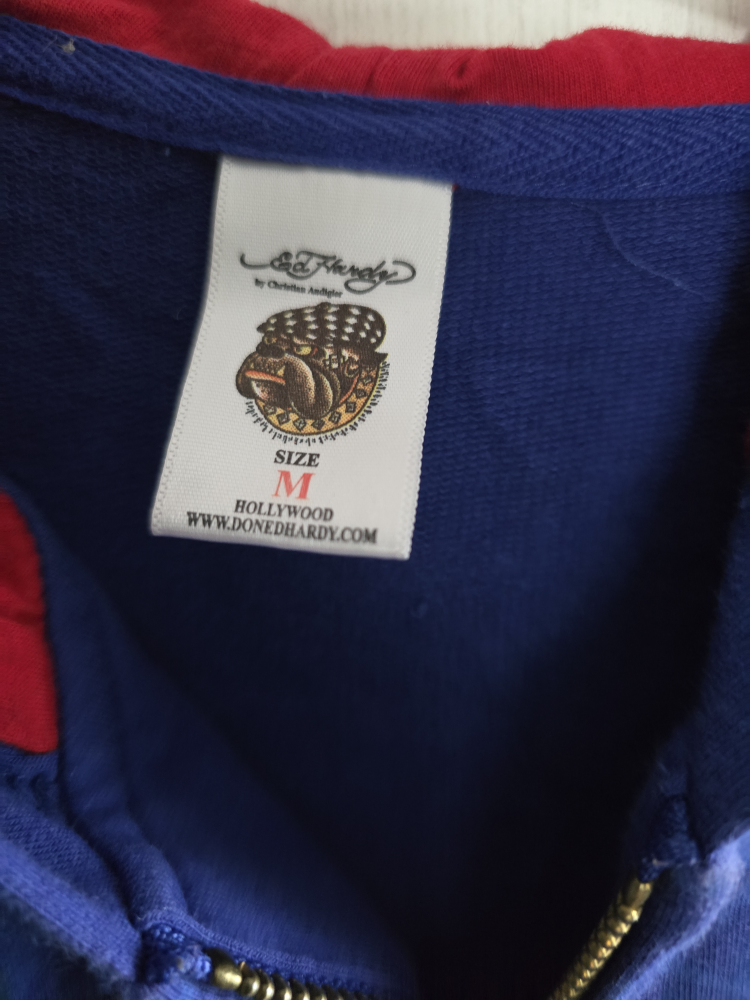 Ed Hardy
by Christian Audigier
SIZE
M
HOLLYWOOD
WWW.DONEDHARDY.COM